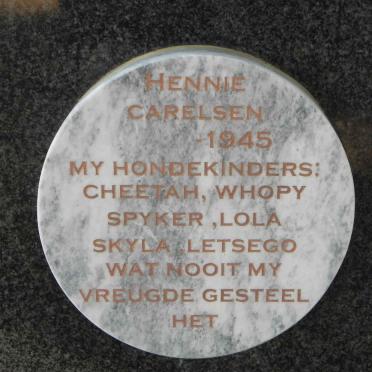 HENNIE
CARELSEN
-1945
MY HONDEKINDERS:
CHEETAH, WHOPY
SPYKER ,LOLA
SKYLA ,LETSEGO
WAT NOOIT MY
VREUGDE GESTEEL
HET